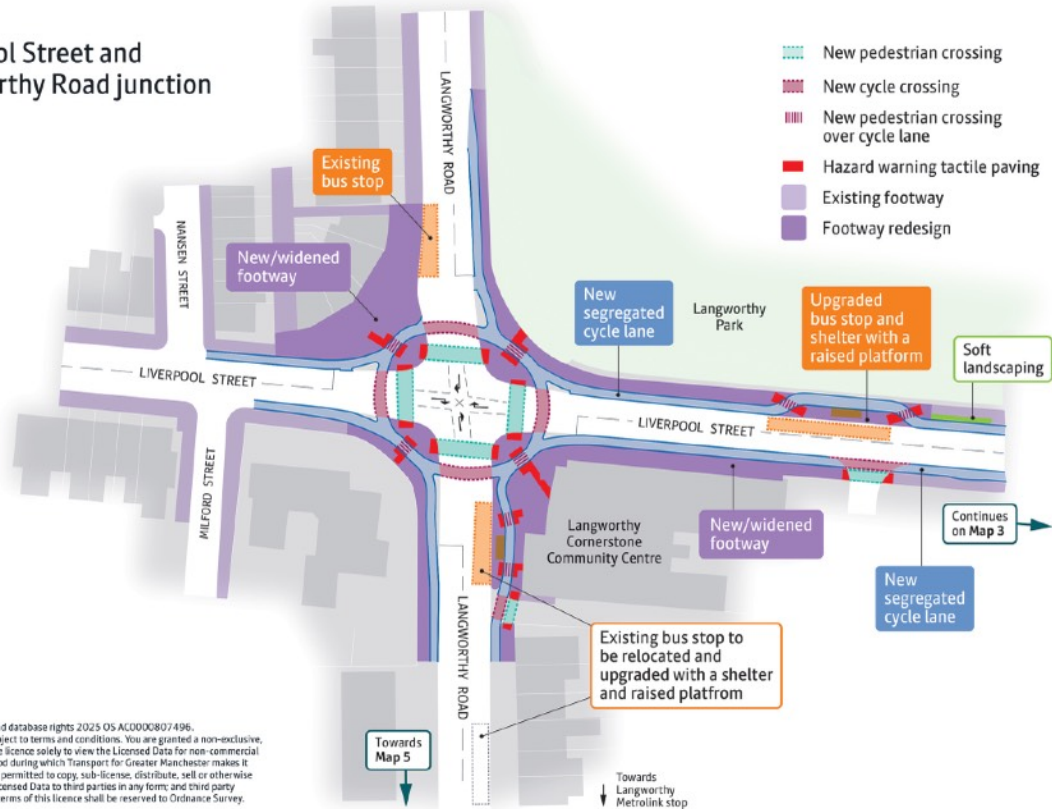 ol Street and
rthy Road junction
New pedestrian crossing
New cycle crossing
New pedestrian crossing
over cycle lane
Hazard warning tactile paving
Existing footway
Footway redesign
LANGWORTHY ROAD
Existing
bus stop
NANSEN STREET
New/widened
footway
New
segregated
cycle lane
Langworthy
Park
Upgraded
bus stop and
shelter with a
raised platform
Soft
landscaping
LIVERPOOL STREET
LIVERPOOL STREET
MILFORD STREET
Langworthy
Cornerstone
Community Centre
New/widened
footway
Continues
on Map 3
New
segregated
cycle lane
LANGWORTHY ROAD
Existing bus stop to
be relocated and
upgraded with a shelter
and raised platfrom
Towards
Map 5
Towards
Langworthy
Metrolink stop
d database rights 2025 OS AC0000807496.
ject to terms and conditions. You are granted a non-exclusive,
e licence solely to view the Licensed Data for non-commercial
od during which Transport for Greater Manchester makes it
permitted to copy, sub-license, distribute, sell or otherwise
censed Data to third parties in any form; and third party
terms of this licence shall be reserved to Ordnance Survey.